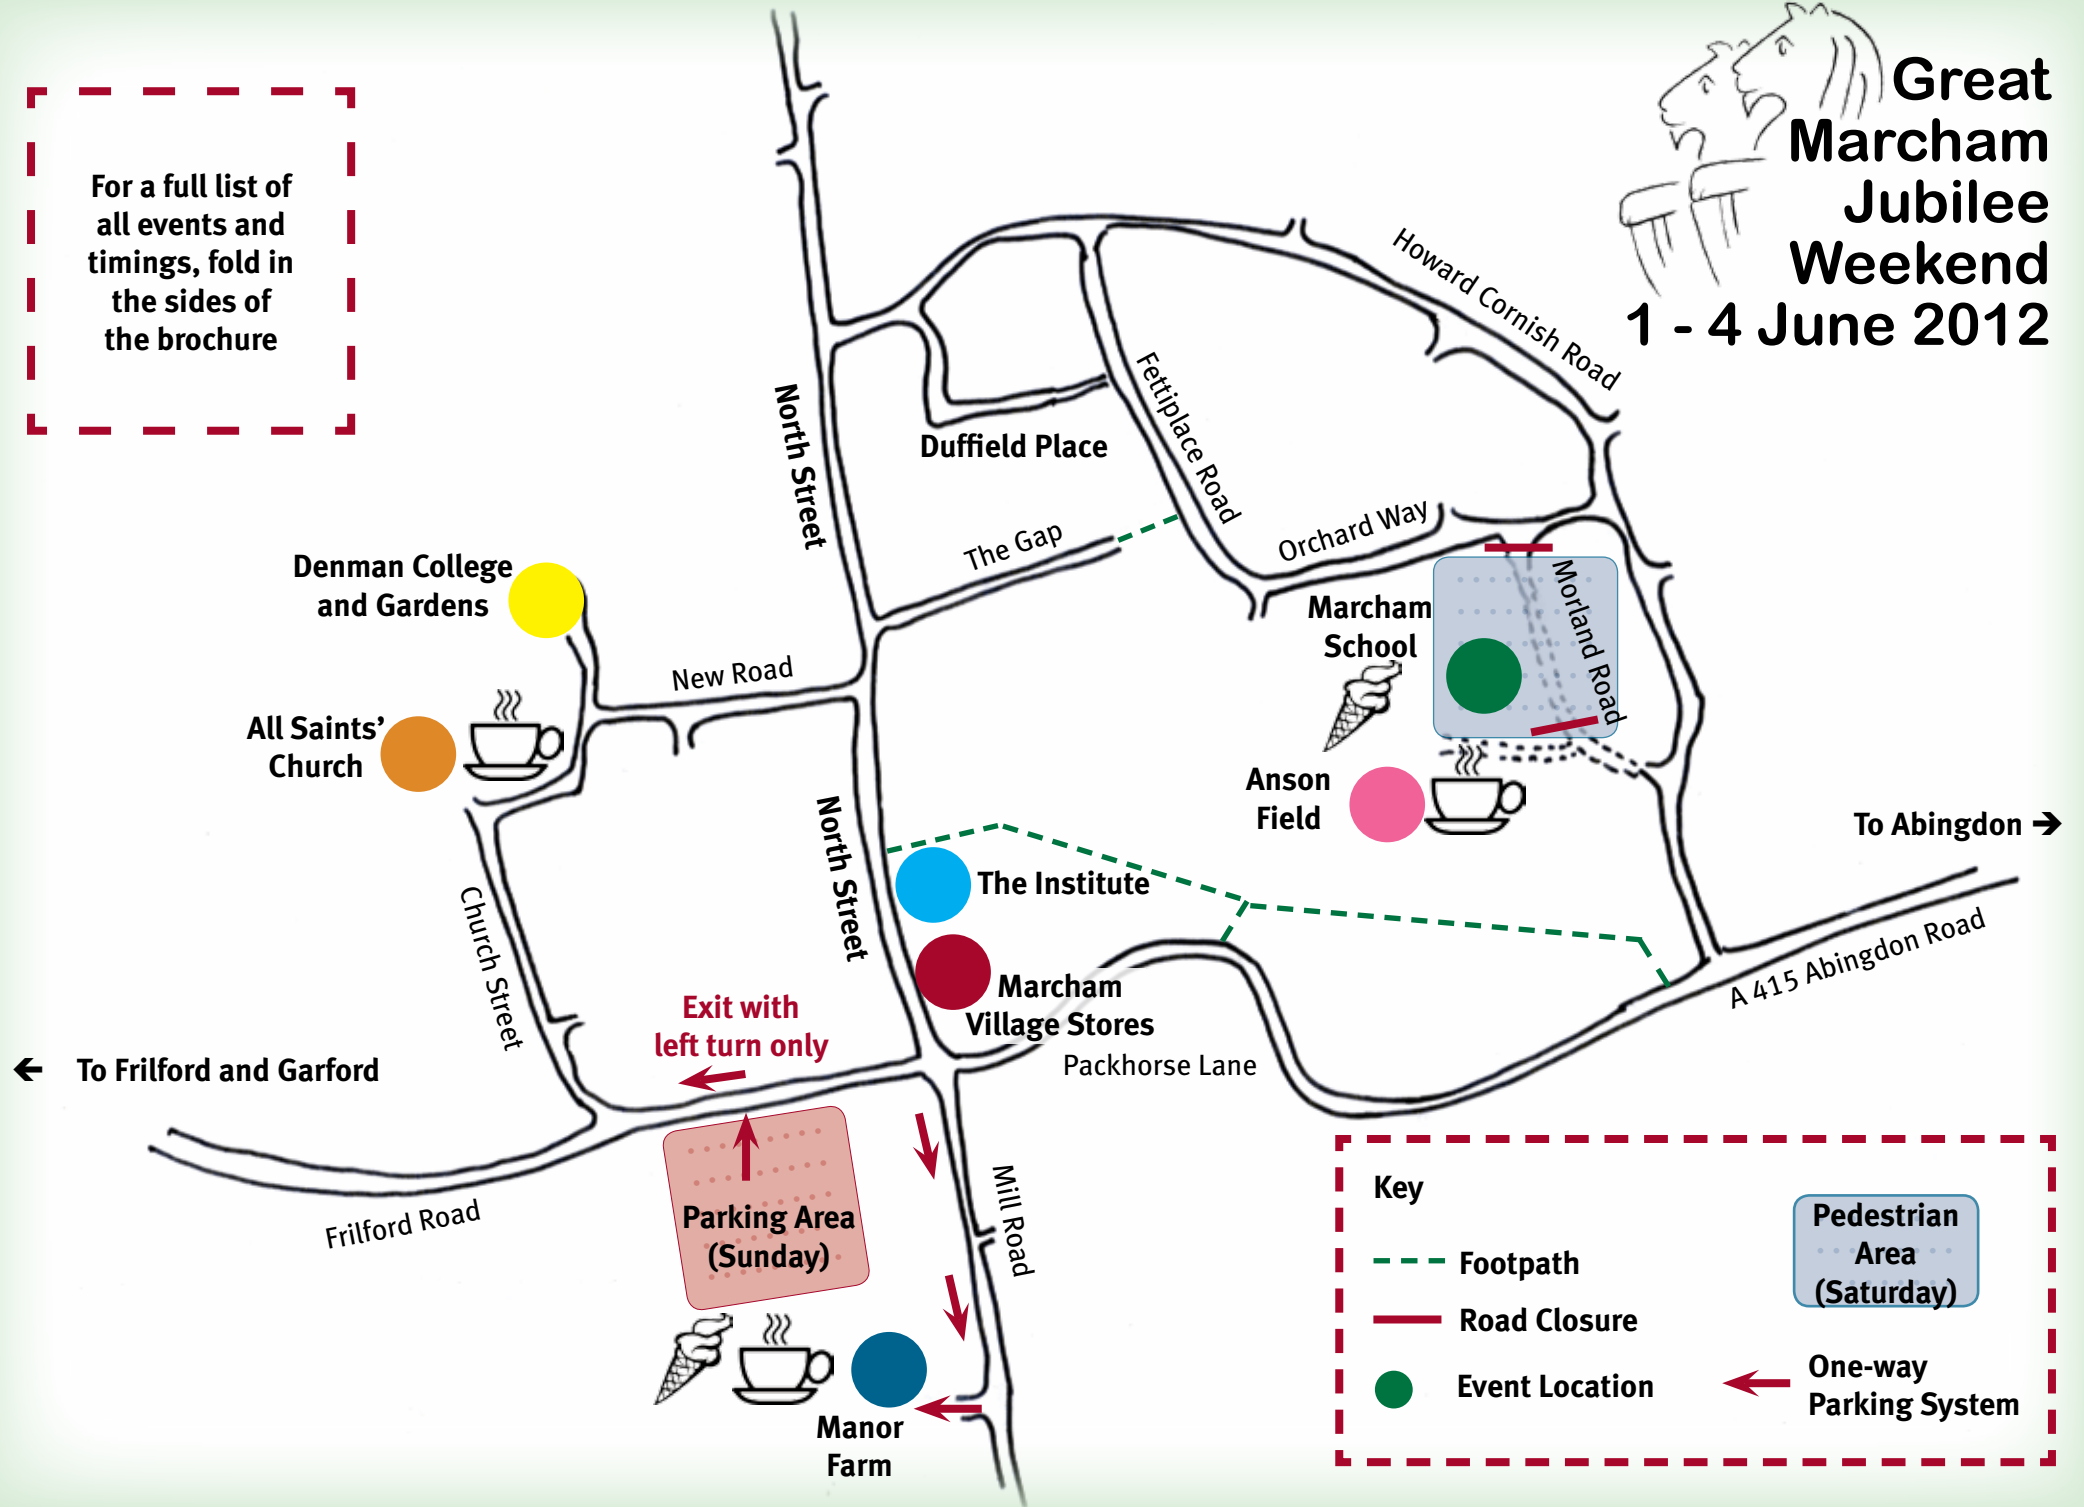 Great
Marcham
Jubilee
Weekend
1 - 4 June 2012
For a full list of
all events and
timings, fold in
the sides of
the brochure
Howard Cornish Road
North Street
Fettiplace Road
Duffield Place
The Gap
Orchard Way
Denman College
and Gardens
Morland Road
Marcham
School
New Road
All Saints’
Church
Anson
Field
North Street
To Abingdon →
The Institute
Church Street
A 415 Abingdon Road
Marcham
Village Stores
Exit with
left turn only
Packhorse Lane
← To Frilford and Garford
Mill Road
Frilford Road
Parking Area
(Sunday)
Manor
Farm
Key
Footpath
Road Closure
Event Location
Pedestrian
Area
(Saturday)
One-way
Parking System